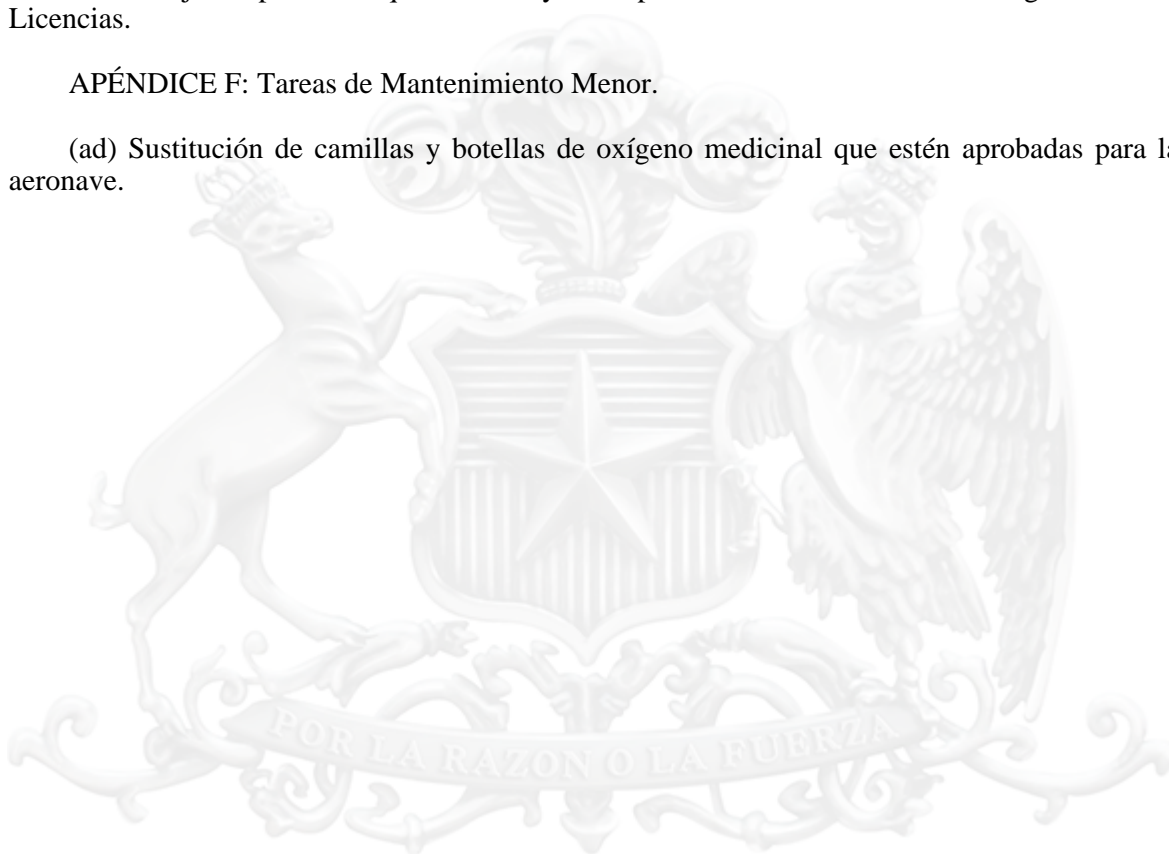 Licencias.
APÉNDICE F: Tareas de Mantenimiento Menor.
(ad) Sustitución de camillas y botellas de oxígeno medicinal que estén aprobadas para la
aeronave.
POR LA RAZON O LA FUERZA